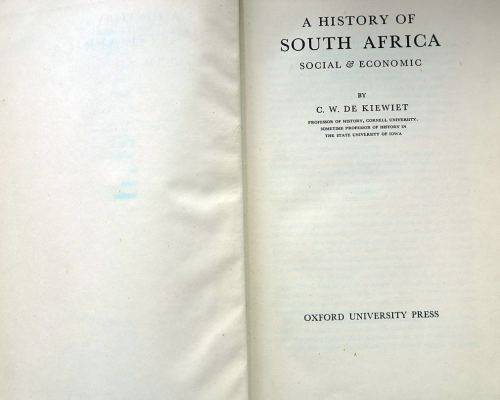 A HISTORY OF
SOUTH AFRICA
SOCIAL & ECONOMIC
BY
C. W. DE KIEWIET
PROFESSOR OF HISTORY, CORNELL UNIVERSITY.
SOMETIME PROFESSOR OF HISTORY IN
THE STATE UNIVERSITY OF IOWA
OXFORD UNIVERSITY PRESS